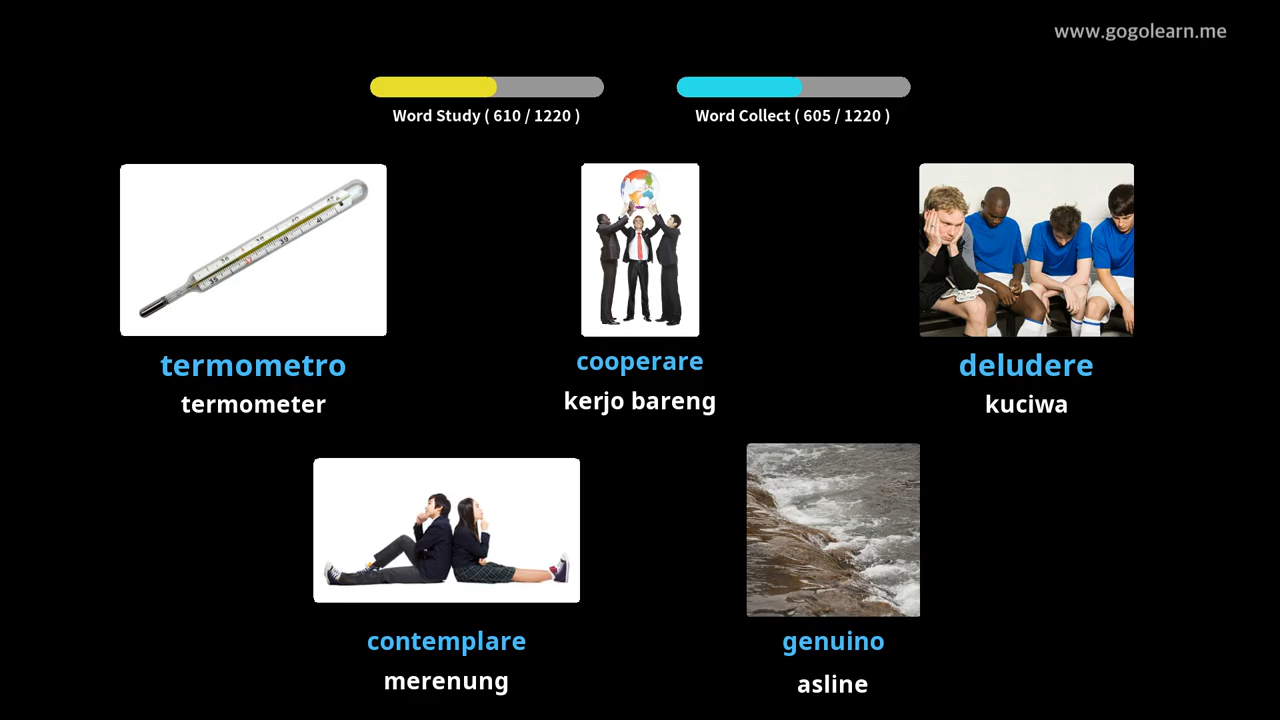 www.gogolearn.me
Word Study ( 610 / 1220 )
Word Collect ( 605 / 1220 )
termometro
termometer
cooperare
kerjo bareng
deludere
kuciwa
contemplare
merenung
genuino
asline